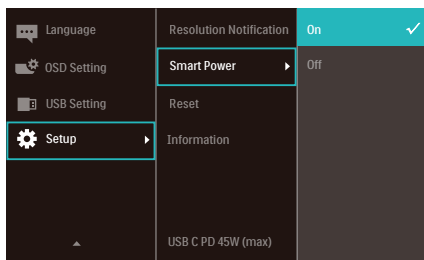 Language
OSD Setting
USB Setting
Setup
Resolution Notification
Smart Power
Reset
Information
USB C PD 45W (max)
On
Off